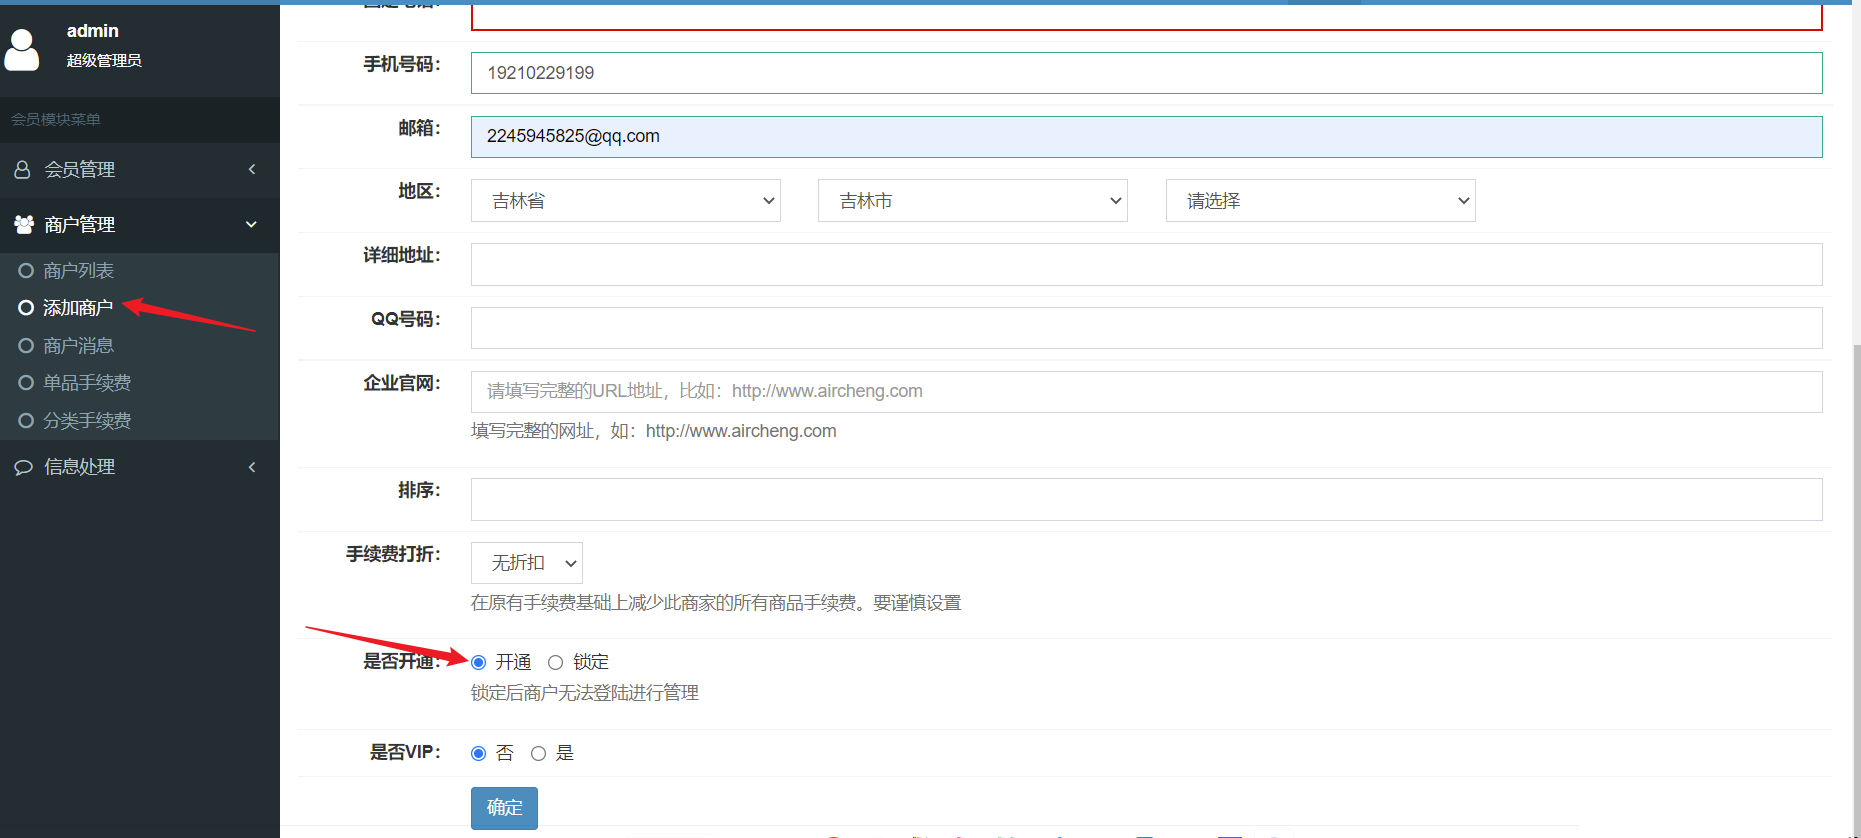 admin
超级管理员
会员模块菜单
会员管理
商户管理
商户列表
添加商户
商户消息
单品手续费
分类手续费
信息处理
手机号码：
19210229199
邮箱：
2245945825@qq.com
地区：
吉林省
吉林市
请选择
详细地址：
QQ号码：
企业官网：
请填写完整的URL地址，比如：http://www.aircheng.com
填写完整的网址，如：http://www.aircheng.com
排序：
手续费打折：
无折扣
在原有手续费基础上减少此商家的所有商品手续费。要谨慎设置
是否开通：
开通 锁定
锁定后商户无法登陆进行管理
是否VIP：
否 是
确定